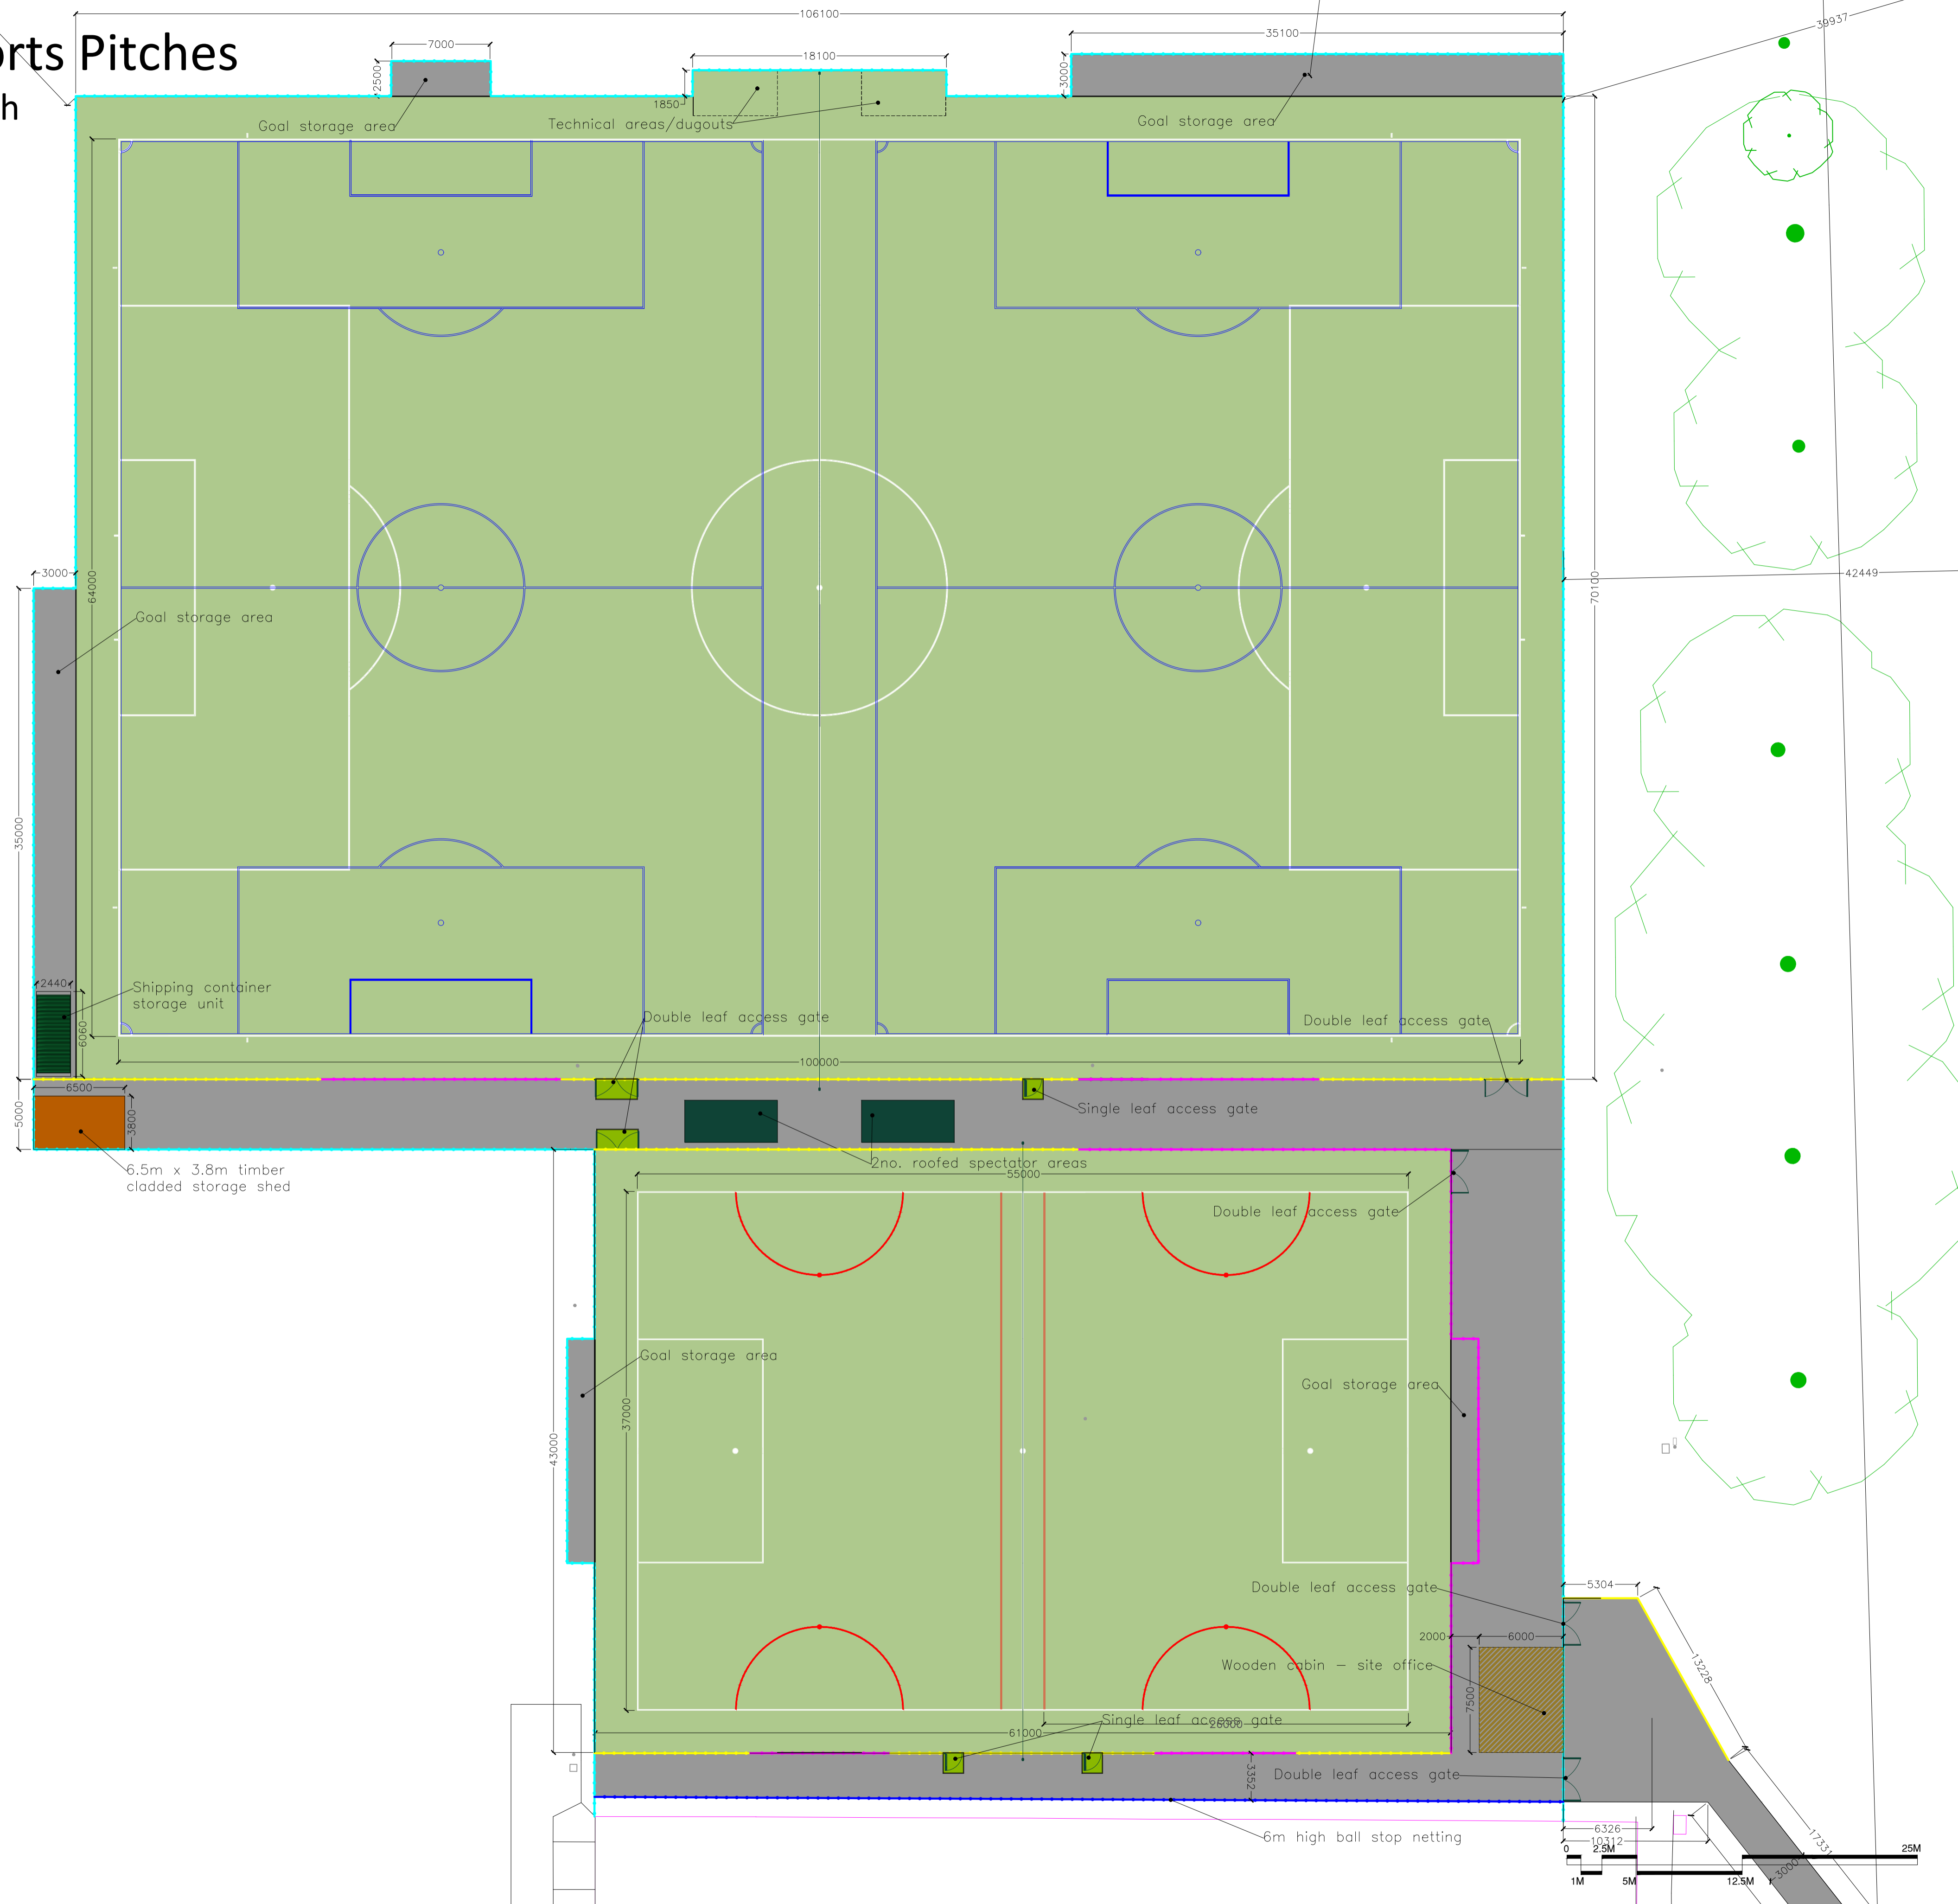 106100
39937
orts Pitches
h
7000
35100
18100
2500
3000
1850
Goal storage area
Technical areas/dugouts
Goal storage area
3000
64000
70100
42449
Goal storage area
35000
2440
Shipping container
storage unit
6060
Double leaf access gate
Double leaf access gate
100000
6500
5000
3800
Single leaf access gate
6.5m x 3.8m timber
cladded storage shed
2no. roofed spectator areas
55000
Double leaf access gate
Goal storage area
Goal storage area
37000
43000
Double leaf access gate
5304
2000
6000
13228
Wooden cabin – site office
7500
Single leaf access gate
26000
61000
3352
Double leaf access gate
6m high ball stop netting
6326
10312
17331
3000
0
2.5M
25M
1M
5M
12.5M